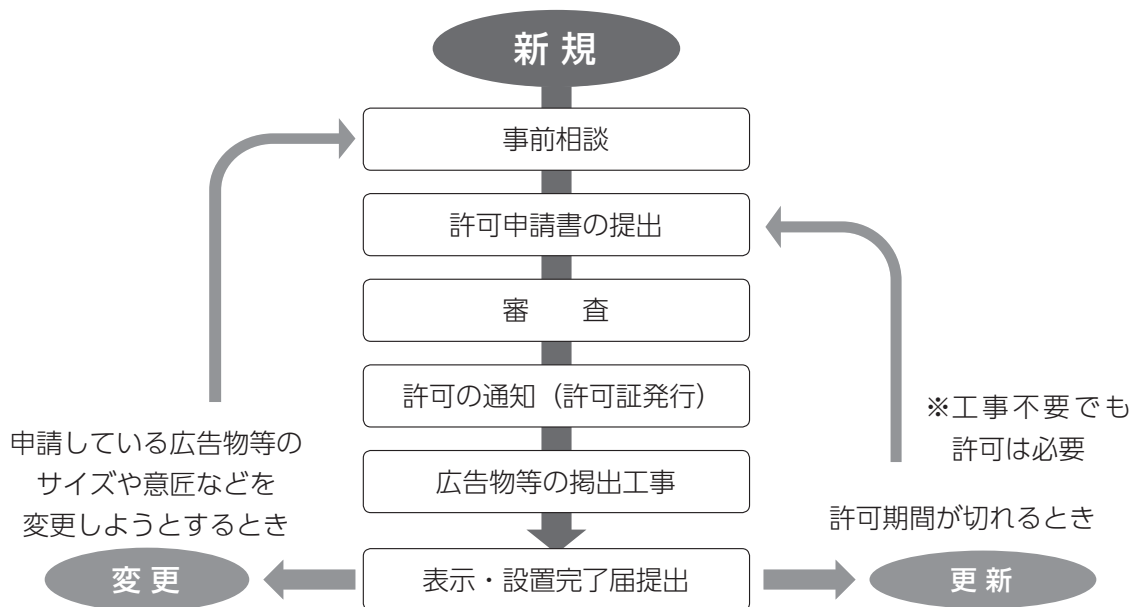 新規
事前相談
許可申請書の提出
審　　査
許可の通知（許可証発行）
広告物等の掲出工事
表示・設置完了届提出
申請している広告物等の
サイズや意匠などを
変更しようとするとき
変更
※工事不要でも
許可は必要
許可期間が切れるとき
更新